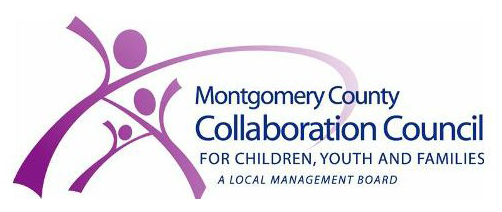 Montgomery County
Collaboration Council
FOR CHILDREN, YOUTH AND FAMILIES
A LOCAL MANAGEMENT BOARD